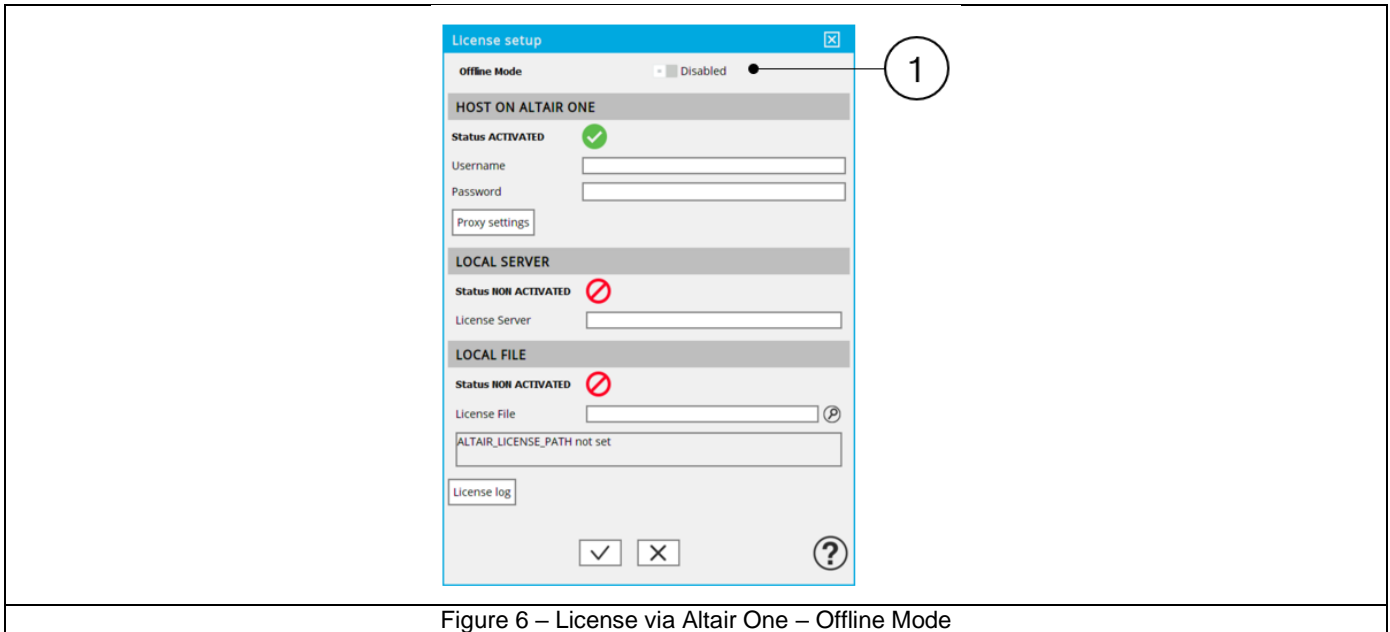 License setup
Offline Mode
Disabled
1
HOST ON ALTAIR ONE
Status ACTIVATED
Username
Password
Proxy settings
LOCAL SERVER
Status NON ACTIVATED
License Server
LOCAL FILE
Status NON ACTIVATED
License File
ALTAIR_LICENSE_PATH not set
License log
?
Figure 6 – License via Altair One – Offline Mode